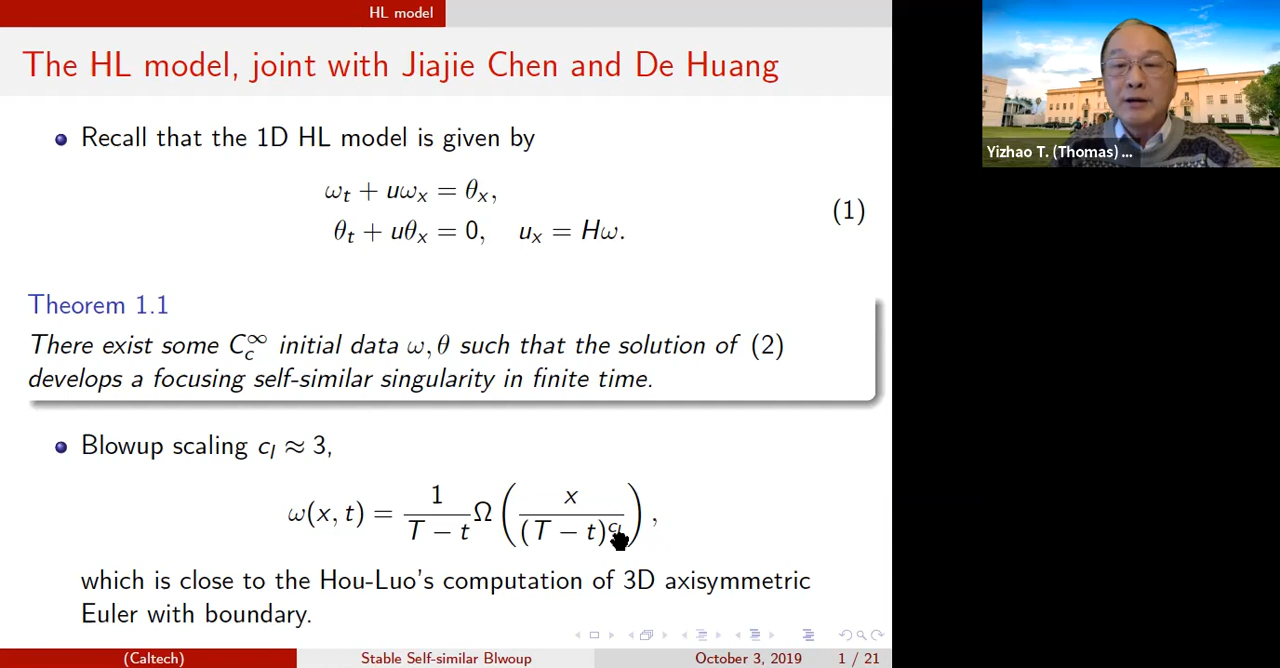 HL model
The HL model, joint with Jiajie Chen and De Huang
Recall that the 1D HL model is given by
ωₜ + uωₓ = θₓ,
θₜ + uθₓ = 0, uₓ = Hω.
(1)
Theorem 1.1
There exist some C_c^∞ initial data ω, θ such that the solution of (2)
develops a focusing self-similar singularity in finite time.
Blowup scaling c_l ≈ 3,
ω(x, t) = 1/(T − t) Ω( x/(T − t)^{c_l} ),
which is close to the Hou-Luo's computation of 3D axisymmetric
Euler with boundary.
(Caltech) Stable Self-similar Blwoup October 3, 2019 1 / 21
Yizhao T. (Thomas) ...